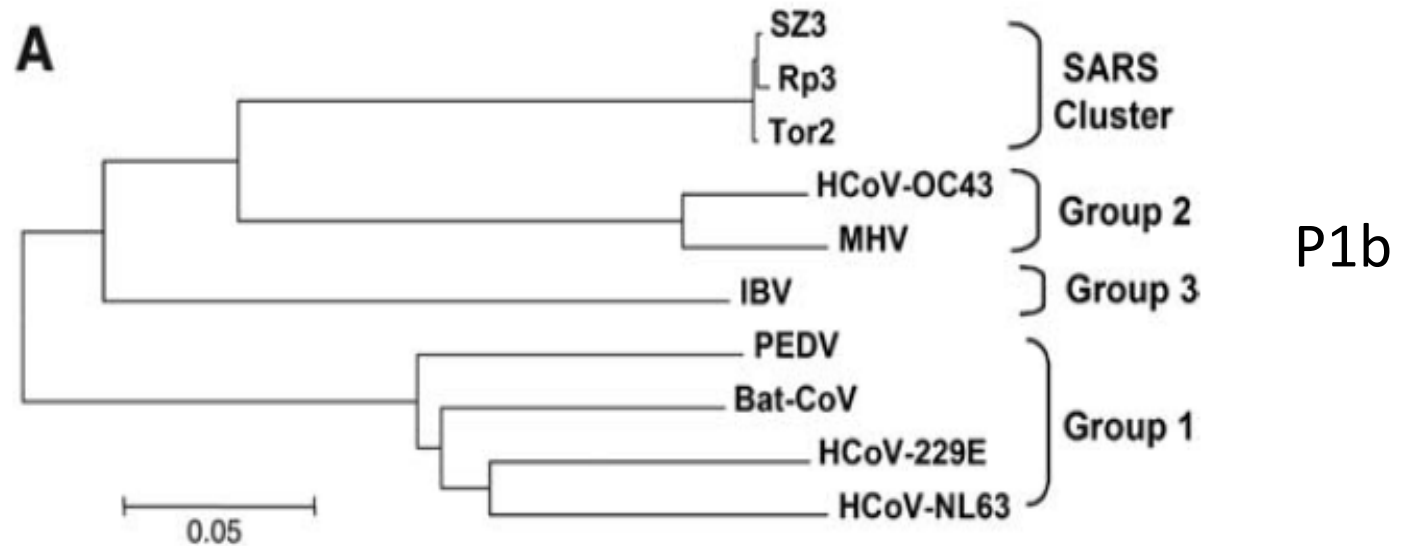 A
SZ3
Rp3
Tor2
SARS
Cluster
HCoV-OC43
MHV
Group 2
P1b
IBV
Group 3
PEDV
Bat-CoV
HCoV-229E
HCoV-NL63
Group 1
0.05